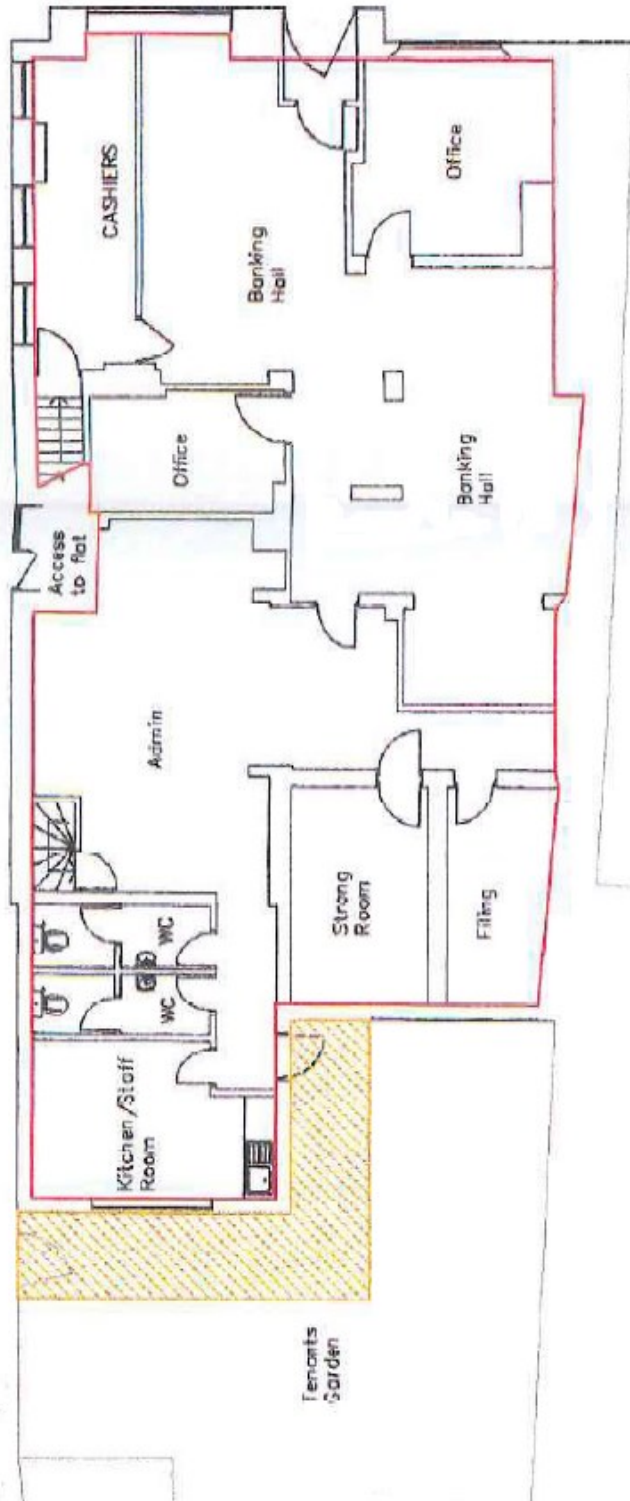 CASHIERS
Banking
Hall
Office
Office
Banking
Hall
Access
to flat
Admin
Strong
Room
Filling
WC
WC
Kitchen/Staff
Room
Tenants
Garden